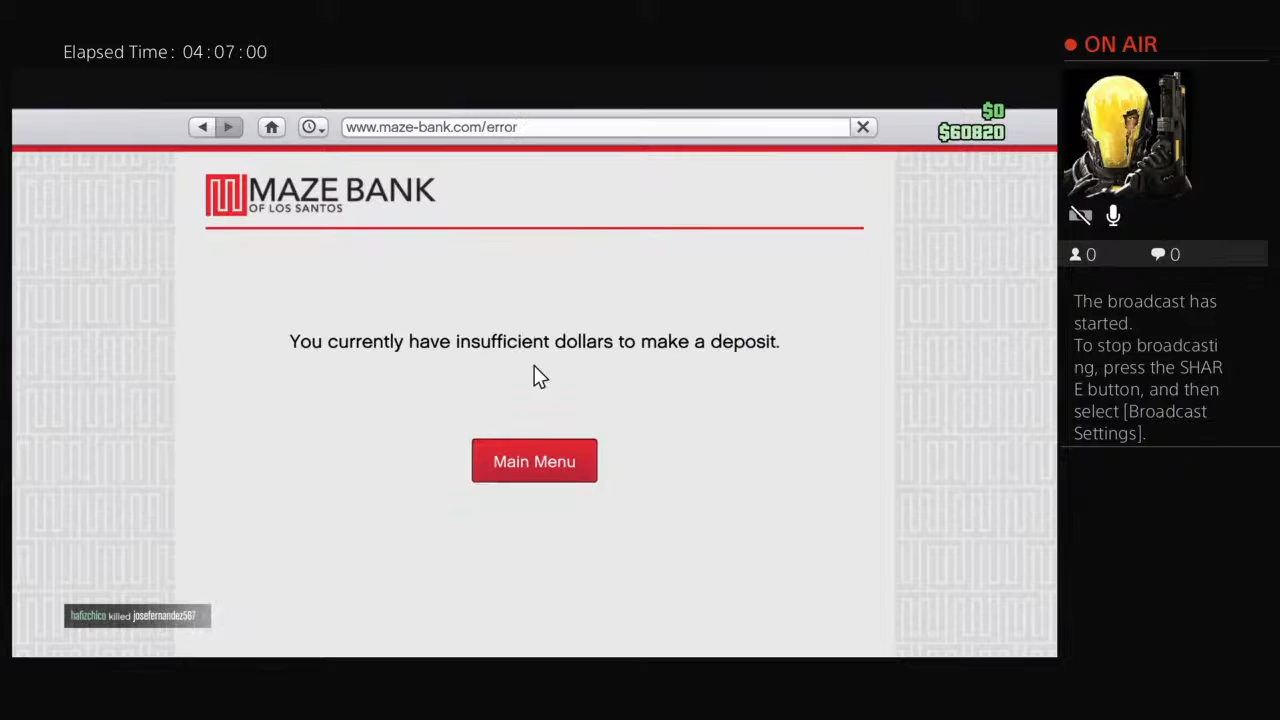 Elapsed Time: 04:07:00
ON AIR
www.maze-bank.com/error
$0
$60820
MAZE BANK
OF LOS SANTOS
0
0
The broadcast has
started.
To stop broadcasti
ng, press the SHAR
E button, and then
select [Broadcast
Settings].
You currently have insufficient dollars to make a deposit.
Main Menu
hafizchico killed josefernandez567